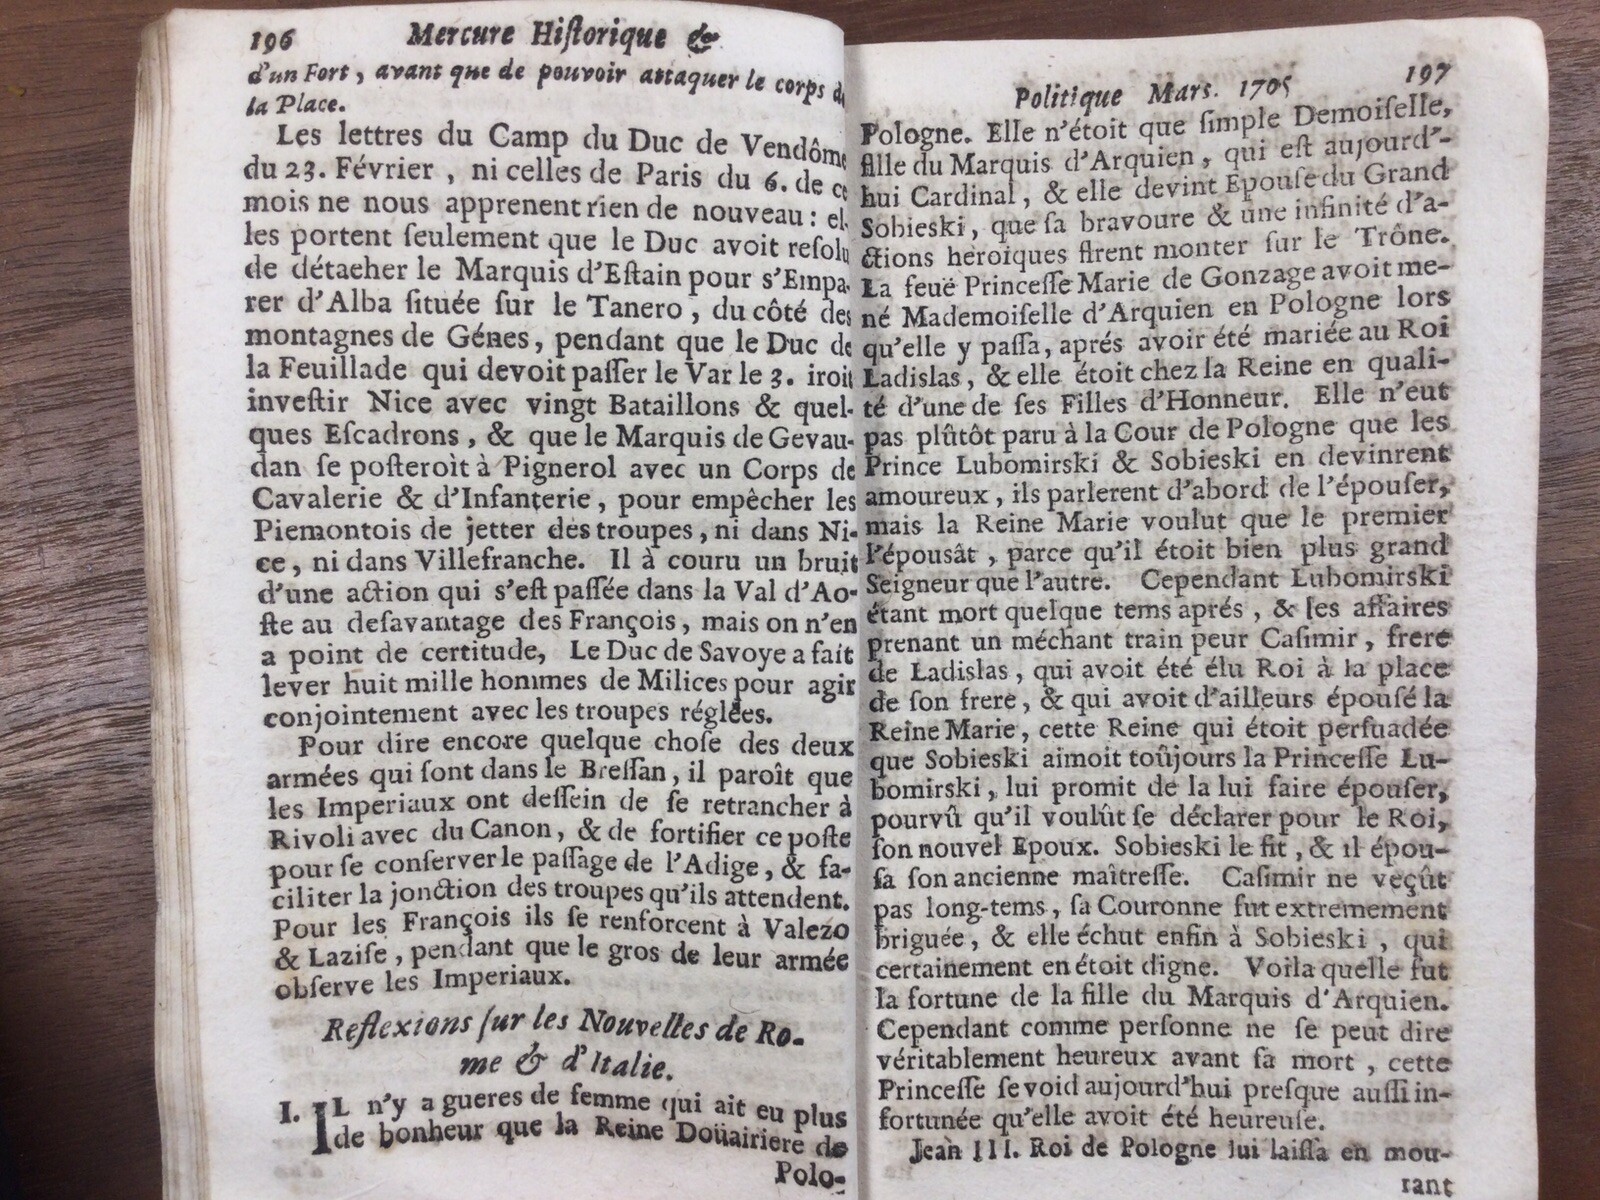 196 Mercure Hiſtorique &
d'un Fort, avant que de pouvoir attaquer le corps de
la Place.
Les lettres du Camp du Duc de Vendôme
du 23. Février, ni celles de Paris du 6. de ce
mois ne nous apprenent rien de nouveau: el-
les portent ſeulement que le Duc avoit reſolu
de détaeher le Marquis d'Eſtain pour s'Empa-
rer d'Alba ſituée ſur le Tanero, du côté des
montagnes de Génes, pendant que le Duc de
la Feuillade qui devoit paſſer le Var le 3. iroit
inveſtir Nice avec vingt Bataillons & quel-
ques Eſcadrons, & que le Marquis de Gevau-
dan ſe poſteroit à Pignerol avec un Corps de
Cavalerie & d'Infanterie, pour empêcher les
Piemontois de jetter des troupes, ni dans Ni-
ce, ni dans Villefranche. Il à couru un bruit
d'une action qui s'eſt paſſée dans la Val d'Ao-
ſte au deſavantage des François, mais on n'en
a point de certitude, Le Duc de Savoye a fait
lever huit mille hommes de Milices pour agir
conjointement avec les troupes réglées.
Pour dire encore quelque choſe des deux
armées qui ſont dans le Breſſan, il paroît que
les Imperiaux ont deſſein de ſe retrancher à
Rivoli avec du Canon, & de fortifier ce poſte
pour ſe conſerver le paſſage de l'Adige, & fa-
ciliter la jonction des troupes qu'ils attendent.
Pour les François ils ſe renforcent à Valezo
& Laziſe, pendant que le gros de leur armée
obſerve les Imperiaux.
Reflexions ſur les Nouvelles de Ro-
me & d'Italie.
I. IL n'y a gueres de femme qui ait eu plus
de bonheur que la Reine Doüairiere de
Polo-
Politique Mars. 1705 197
Pologne. Elle n'étoit que ſimple Demoiſelle,
fille du Marquis d'Arquien, qui eſt aujourd'-
hui Cardinal, & elle devint Epouſe du Grand
Sobieski, que ſa bravoure & une infinité d'a-
ctions heroiques firent monter ſur le Trône.
La feuë Princeſſe Marie de Gonzage avoit me-
né Mademoiſelle d'Arquien en Pologne lors
qu'elle y paſſa, aprés avoir été mariée au Roi
Ladislas, & elle étoit chez la Reine en quali-
té d'une de ſes Filles d'Honneur. Elle n'eut
pas plûtôt paru à la Cour de Pologne que les
Prince Lubomirski & Sobieski en devinrent
amoureux, ils parlerent d'abord de l'épouſer,
mais la Reine Marie voulut que le premier
l'épousât, parce qu'il étoit bien plus grand
Seigneur que l'autre. Cependant Lubomirski
étant mort quelque tems aprés, & les affaires
prenant un méchant train peur Caſimir, frere
de Ladislas, qui avoit été élu Roi à la place
de ſon frere, & qui avoit d'ailleurs épouſé la
Reine Marie, cette Reine qui étoit perſuadée
que Sobieski aimoit toûjours la Princeſſe Lu-
bomirski, lui promit de la lui faire épouſer,
pourvû qu'il voulût ſe déclarer pour le Roi,
ſon nouvel Epoux. Sobieski le fit, & il épou-
ſa ſon ancienne maîtreſſe. Caſimir ne veçût
pas long-tems, ſa Couronne fut extremement
briguée, & elle échut enfin à Sobieski, qui
certainement en étoit digne. Voila quelle fut
la fortune de la fille du Marquis d'Arquien.
Cependant comme perſonne ne ſe peut dire
véritablement heureux avant ſa mort, cette
Princeſſe ſe void aujourd'hui preſque auſſi in-
fortunée qu'elle avoit été heureuſe.
Jean III. Roi de Pologne lui laiſſa en mou-
rant